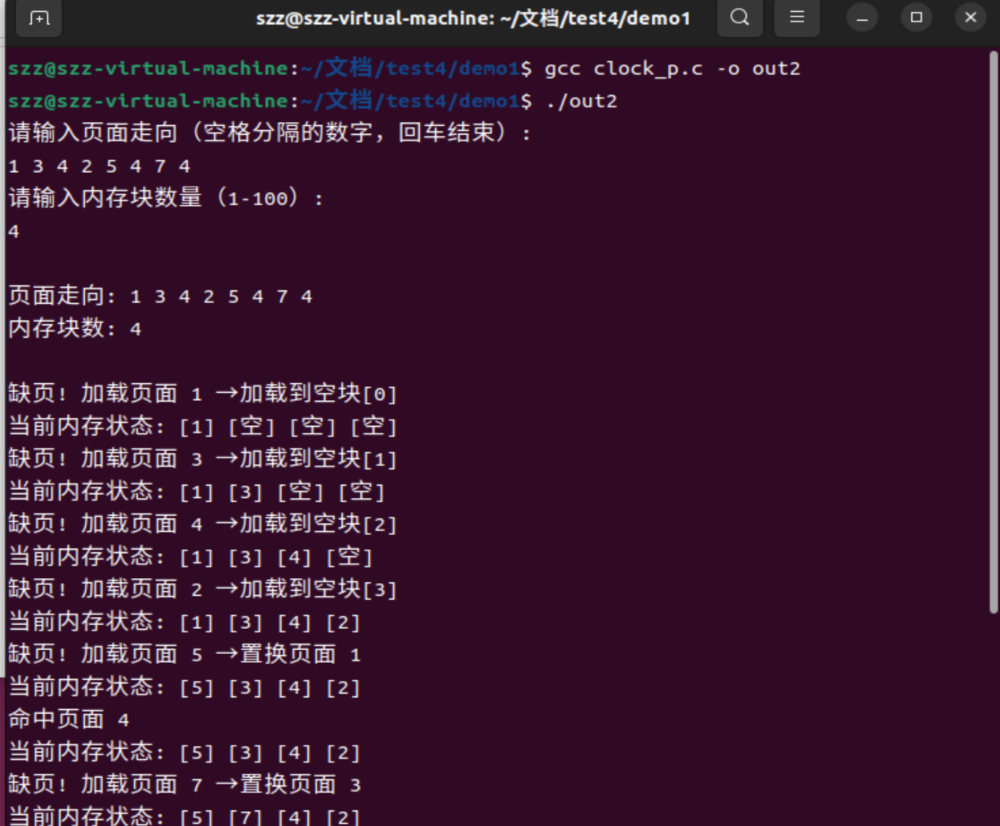 szz@szz-virtual-machine: ~/文档/test4/demo1
szz@szz-virtual-machine:~/文档/test4/demo1$ gcc clock_p.c -o out2
szz@szz-virtual-machine:~/文档/test4/demo1$ ./out2
请输入页面走向（空格分隔的数字，回车结束）:
1 3 4 2 5 4 7 4
请输入内存块数量（1-100）:
4
页面走向: 1 3 4 2 5 4 7 4
内存块数: 4
缺页! 加载页面 1 →加载到空块[0]
当前内存状态: [1] [空] [空] [空]
缺页! 加载页面 3 →加载到空块[1]
当前内存状态: [1] [3] [空] [空]
缺页! 加载页面 4 →加载到空块[2]
当前内存状态: [1] [3] [4] [空]
缺页! 加载页面 2 →加载到空块[3]
当前内存状态: [1] [3] [4] [2]
缺页! 加载页面 5 →置换页面 1
当前内存状态: [5] [3] [4] [2]
命中页面 4
当前内存状态: [5] [3] [4] [2]
缺页! 加载页面 7 →置换页面 3
当前内存状态: [5] [7] [4] [2]